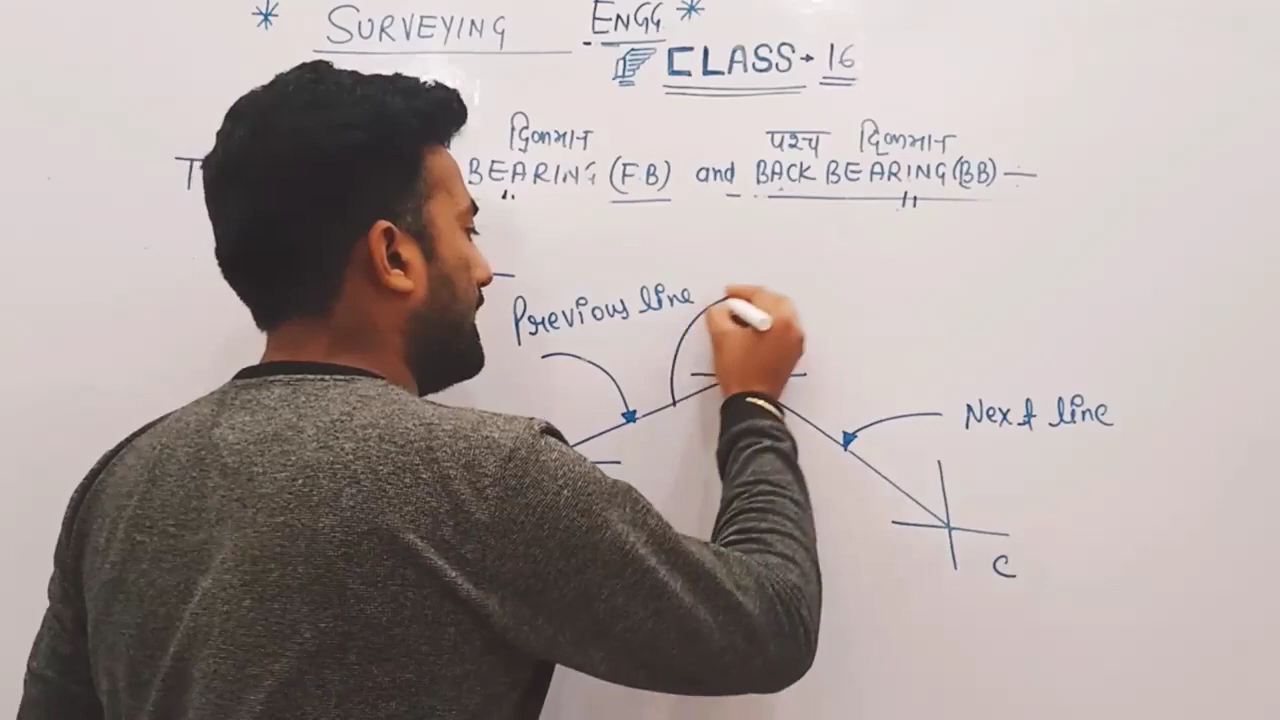 * SURVEYING ENGG *
CLASS → 16
दिक्मान पश्च दिक्मान
BEARING (F.B) and BACK BEARING (BB) —
Previous line
Next line
C